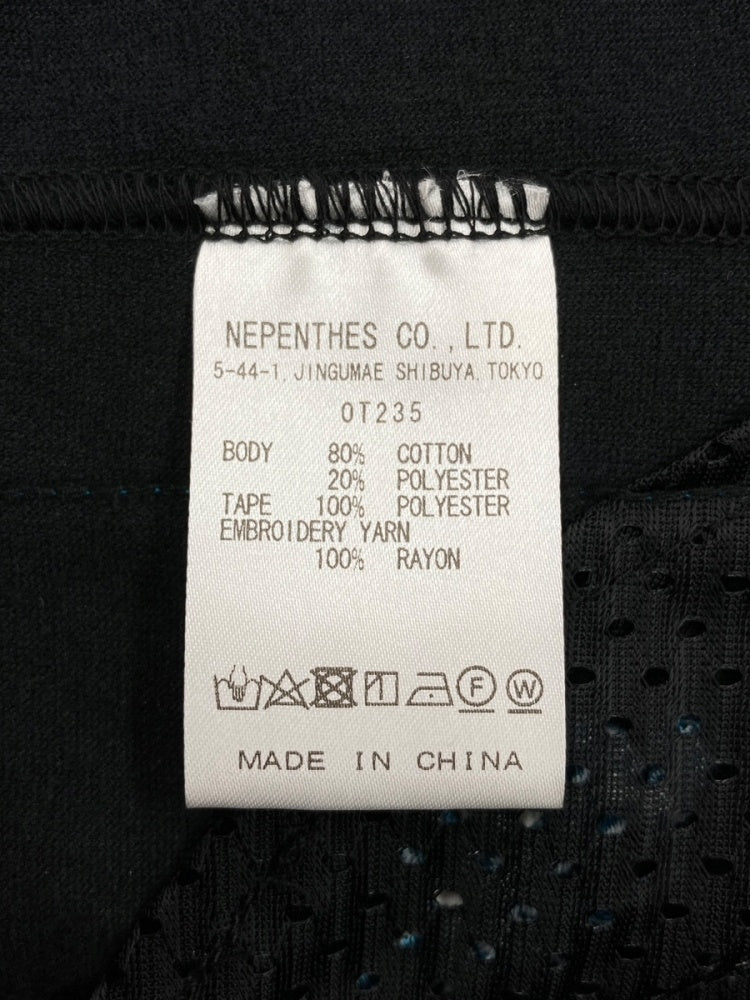 NEPENTHES CO.,LTD.
5-44-1,JINGUMAE SHIBUYA,TOKYO
OT235
BODY 80% COTTON
20% POLYESTER
TAPE 100% POLYESTER
EMBROIDERY YARN
100% RAYON
F W
MADE IN CHINA